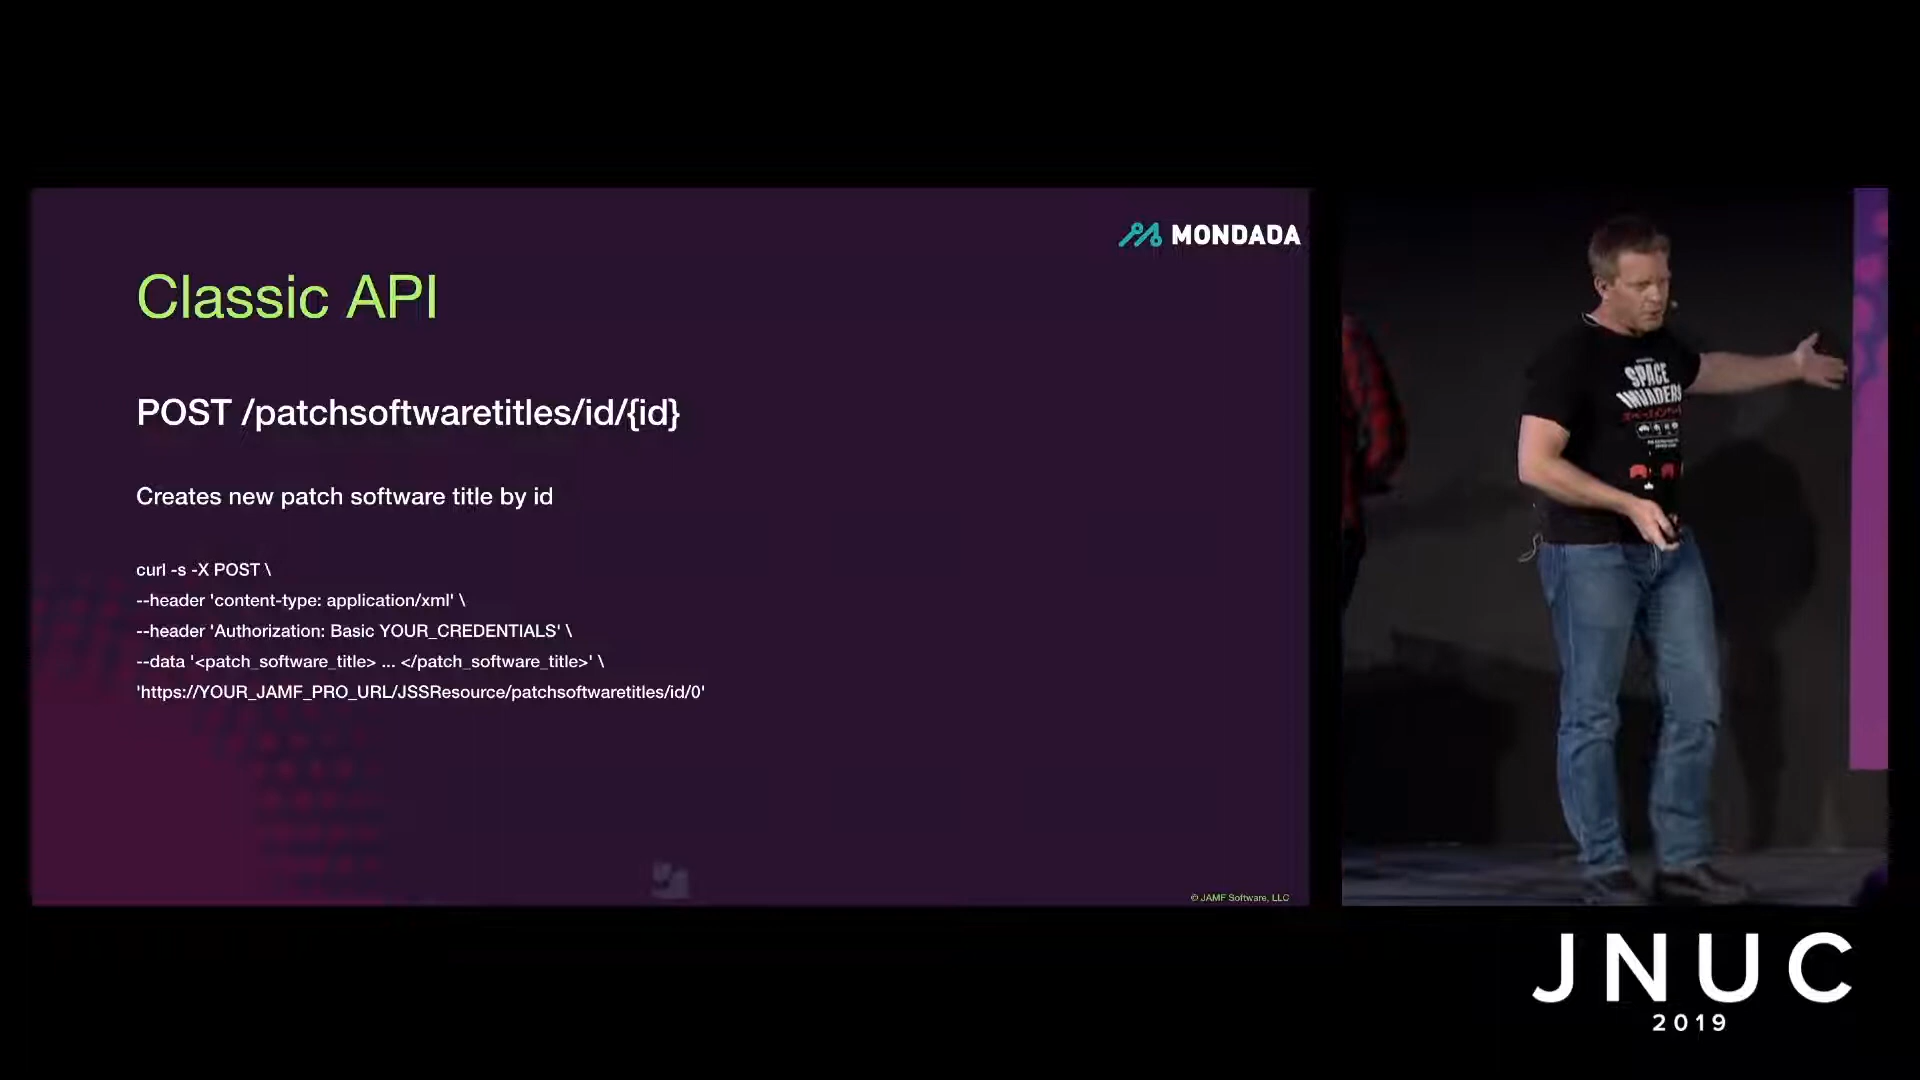 MONDADA
Classic API
POST /patchsoftwaretitles/id/{id}
Creates new patch software title by id
curl -s -X POST \
--header 'content-type: application/xml' \
--header 'Authorization: Basic YOUR_CREDENTIALS' \
--data '<patch_software_title> ... </patch_software_title>' \
'https://YOUR_JAMF_PRO_URL/JSSResource/patchsoftwaretitles/id/0'
© JAMF Software, LLC
SPACE
INVADERS
JNUC
2019